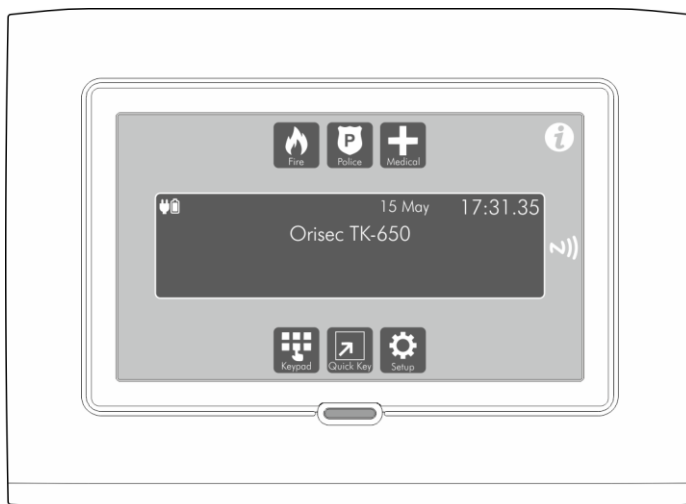 Fire Police Medical
15 May 17:31.35
Orisec TK-650
Keypad Quick Key Setup